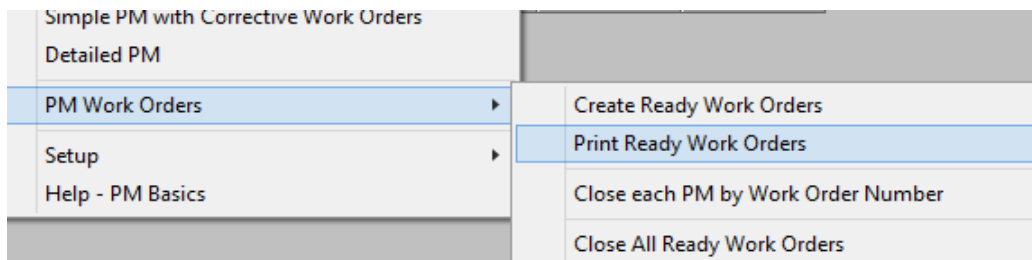 Simple PM with Corrective Work Orders
Detailed PM
PM Work Orders
Setup
Help - PM Basics
Create Ready Work Orders
Print Ready Work Orders
Close each PM by Work Order Number
Close All Ready Work Orders